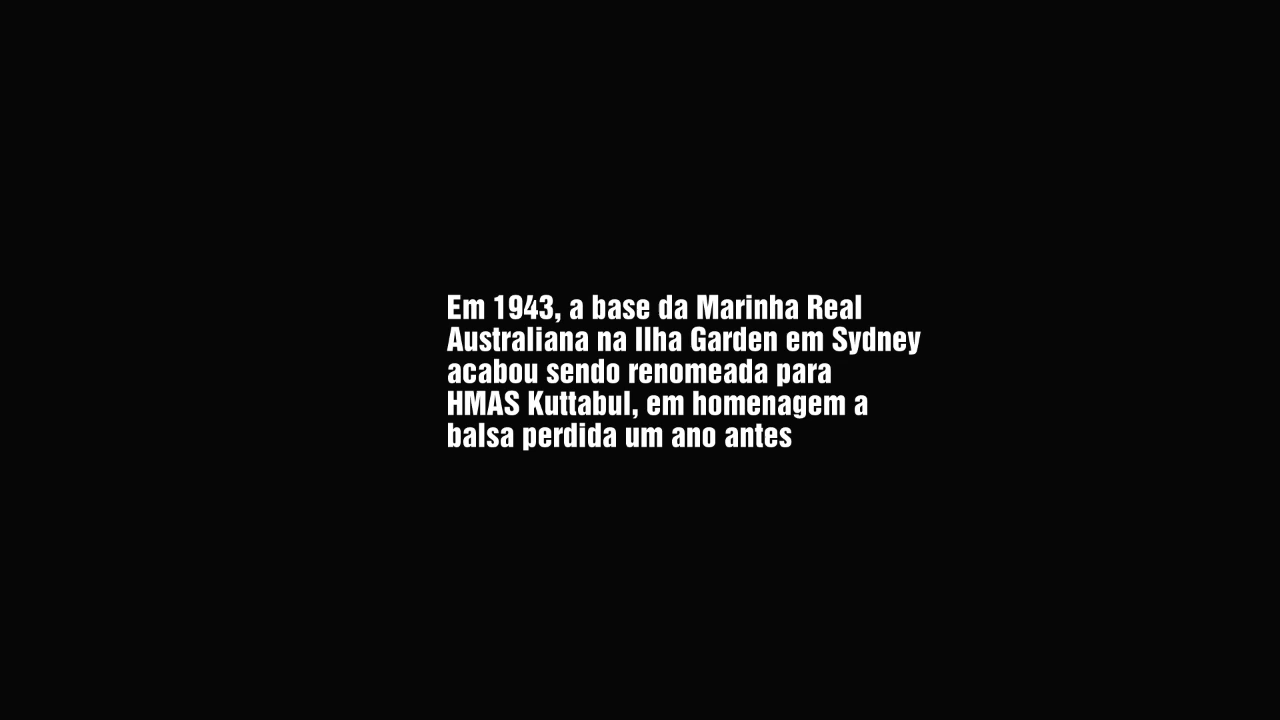 Em 1943, a base da Marinha Real
Australiana na Ilha Garden em Sydney
acabou sendo renomeada para
HMAS Kuttabul, em homenagem a
balsa perdida um ano antes